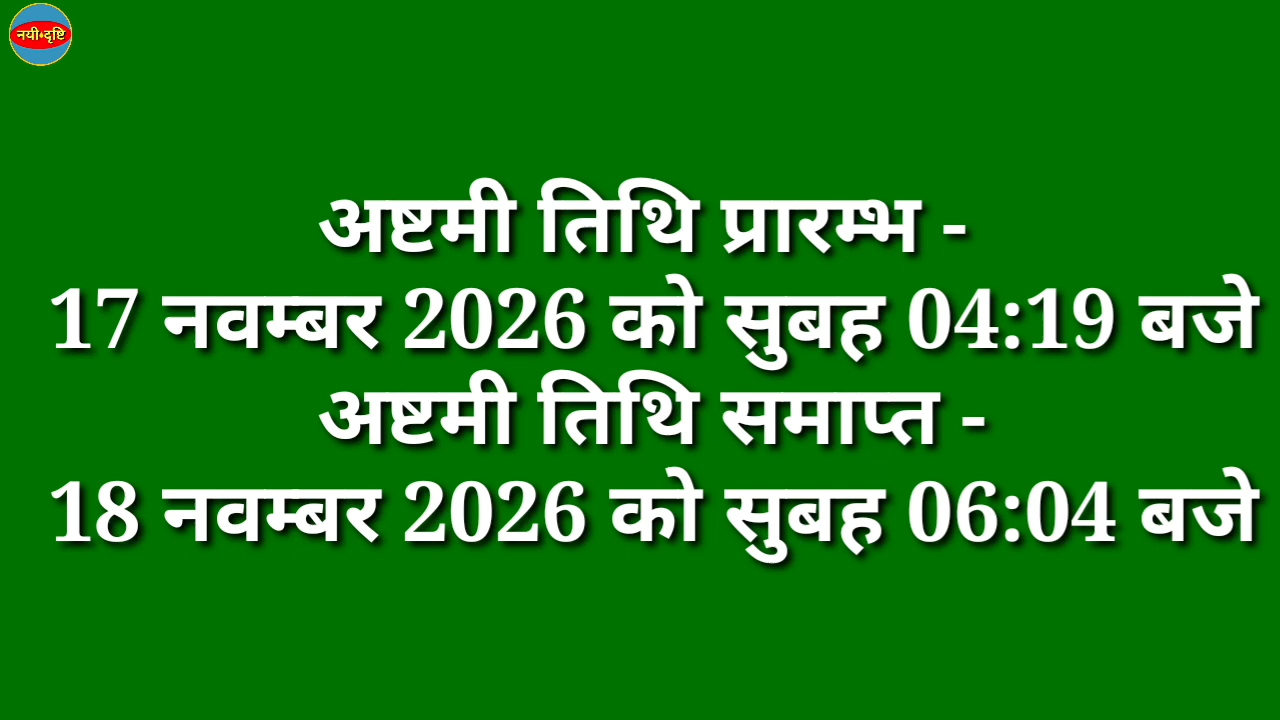 नयी•दृष्टि
अष्टमी तिथि प्रारम्भ -
17 नवम्बर 2026 को सुबह 04:19 बजे
अष्टमी तिथि समाप्त -
18 नवम्बर 2026 को सुबह 06:04 बजे